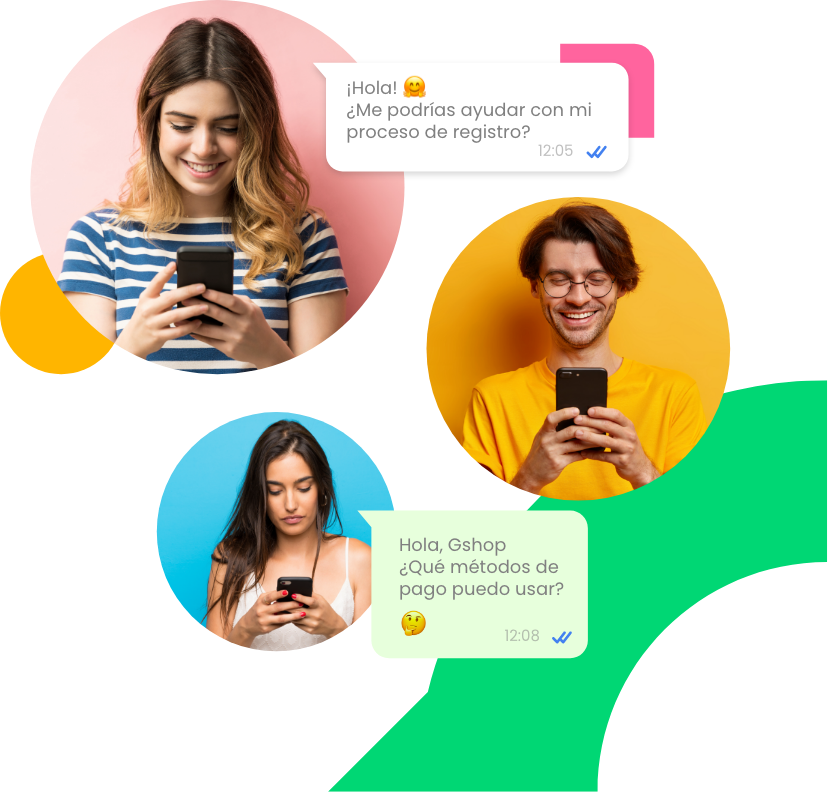 ¡Hola! 🤗
¿Me podrías ayudar con mi
proceso de registro?
12:05
Hola, Gshop
¿Qué métodos de
pago puedo usar?
🤔
12:08